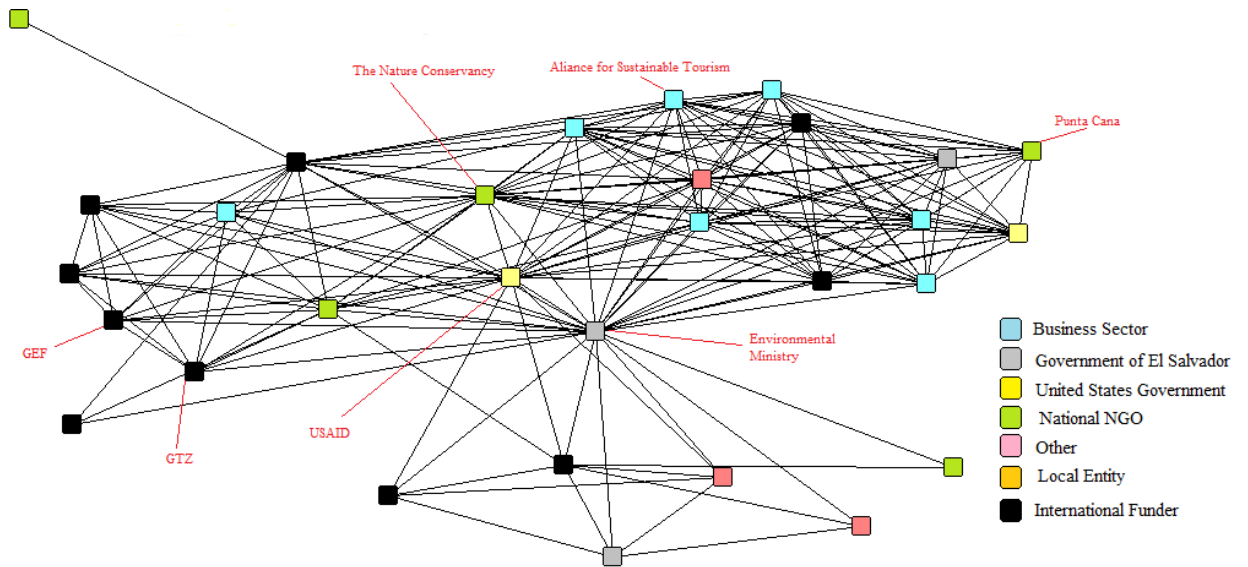 The Nature Conservancy
Aliance for Sustainable Tourism
Punta Cana
GEF
GTZ
USAID
Environmental
Ministry
Business Sector
Government of El Salvador
United States Government
National NGO
Other
Local Entity
International Funder